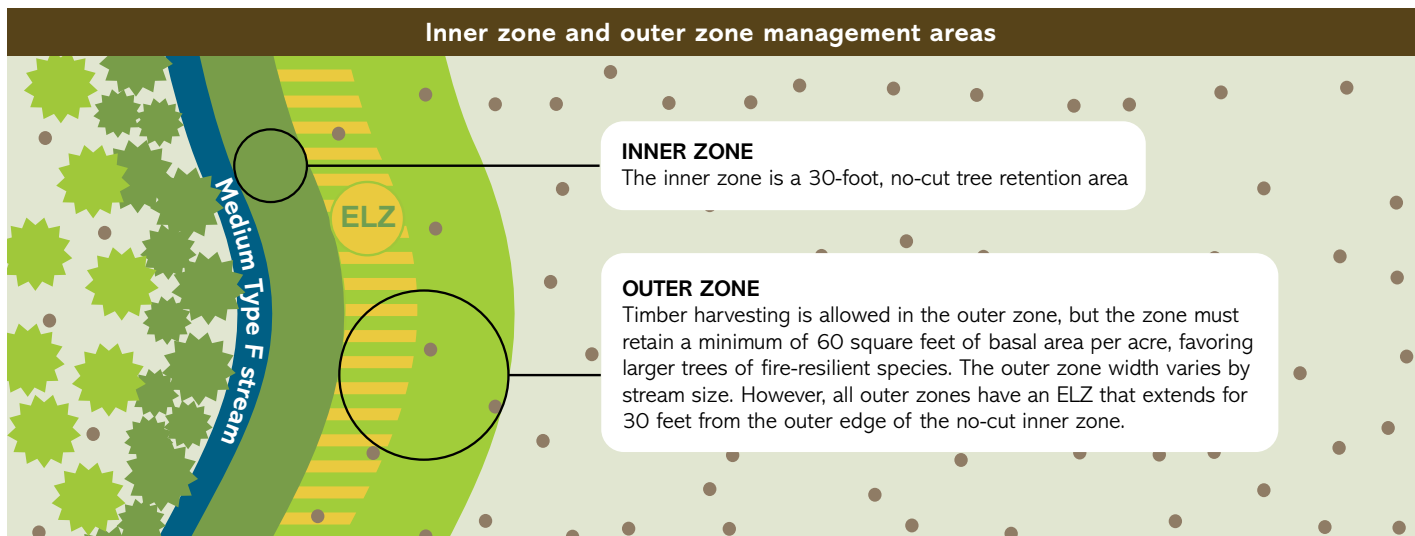 Inner zone and outer zone management areas
INNER ZONE
The inner zone is a 30-foot, no-cut tree retention area
Medium Type F stream
ELZ
OUTER ZONE
Timber harvesting is allowed in the outer zone, but the zone must
retain a minimum of 60 square feet of basal area per acre, favoring
larger trees of fire-resilient species. The outer zone width varies by
stream size. However, all outer zones have an ELZ that extends for
30 feet from the outer edge of the no-cut inner zone.